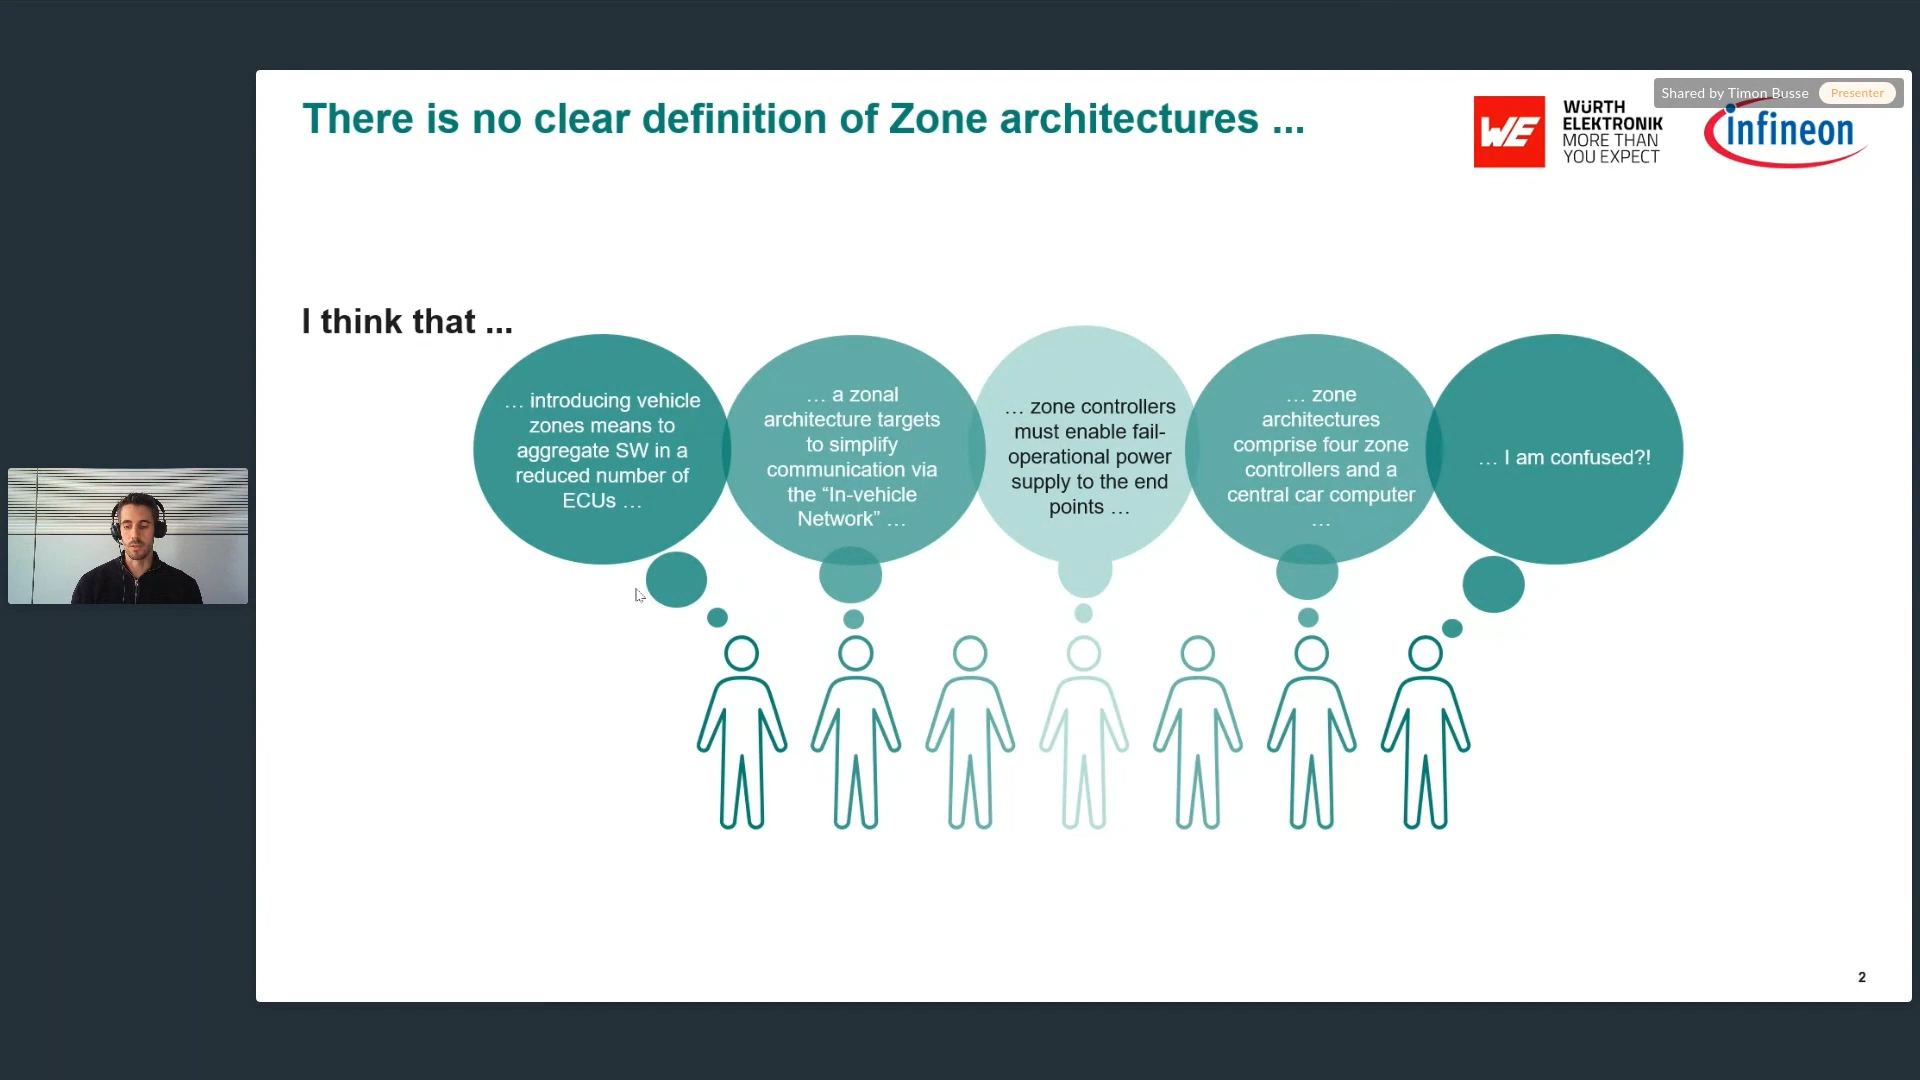 There is no clear definition of Zone architectures ...
Shared by Timon Busse
Presenter
WE
WÜRTH
ELEKTRONIK
MORE THAN
YOU EXPECT
infineon
I think that ...
… introducing vehicle
zones means to
aggregate SW in a
reduced number of
ECUs …
… a zonal
architecture targets
to simplify
communication via
the “In-vehicle
Network” …
… zone controllers
must enable fail-
operational power
supply to the end
points …
… zone
architectures
comprise four zone
controllers and a
central car computer
…
… I am confused?!
2